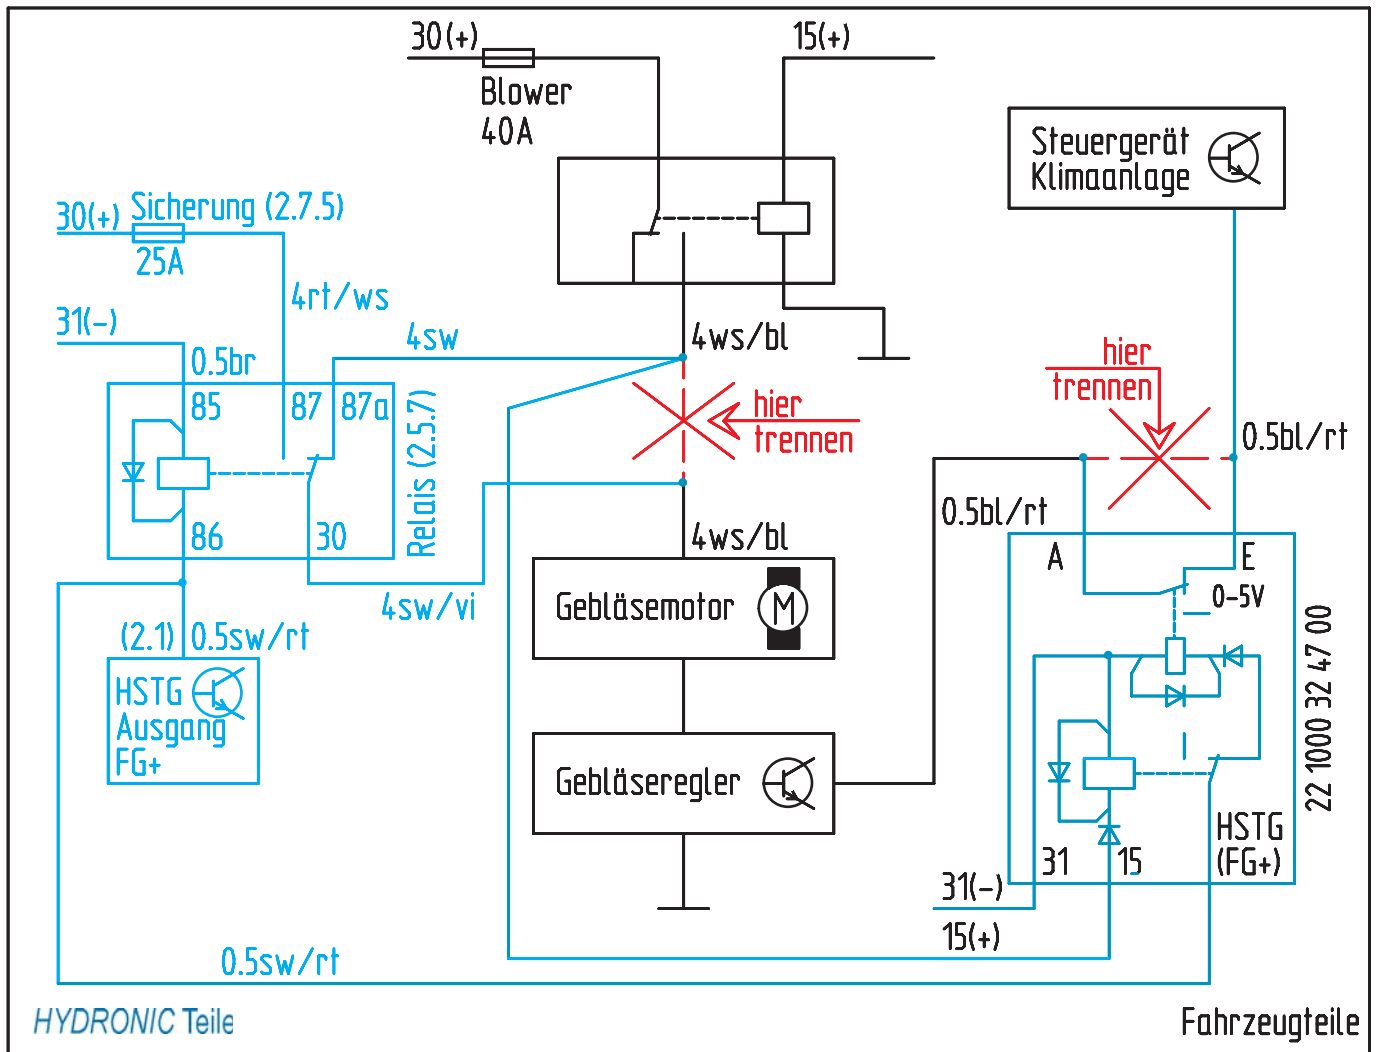 30(+)
15(+)
Blower
40A
Steuergerät
Klimaanlage
30(+)
Sicherung (2.7.5)
25A
4rt/ws
31(-)
0.5br
4sw
4ws/bl
85
87
87a
Relais (2.5.7)
86
30
hier
trennen
hier
trennen
0.5bl/rt
0.5bl/rt
4ws/bl
4sw/vi
Gebläsemotor
M
A
E
0-5V
22 1000 32 47 00
(2.1)
0.5sw/rt
HSTG
Ausgang
FG+
Gebläseregler
31
15
HSTG
(FG+)
31(-)
15(+)
0.5sw/rt
HYDRONIC Teile
Fahrzeugteile